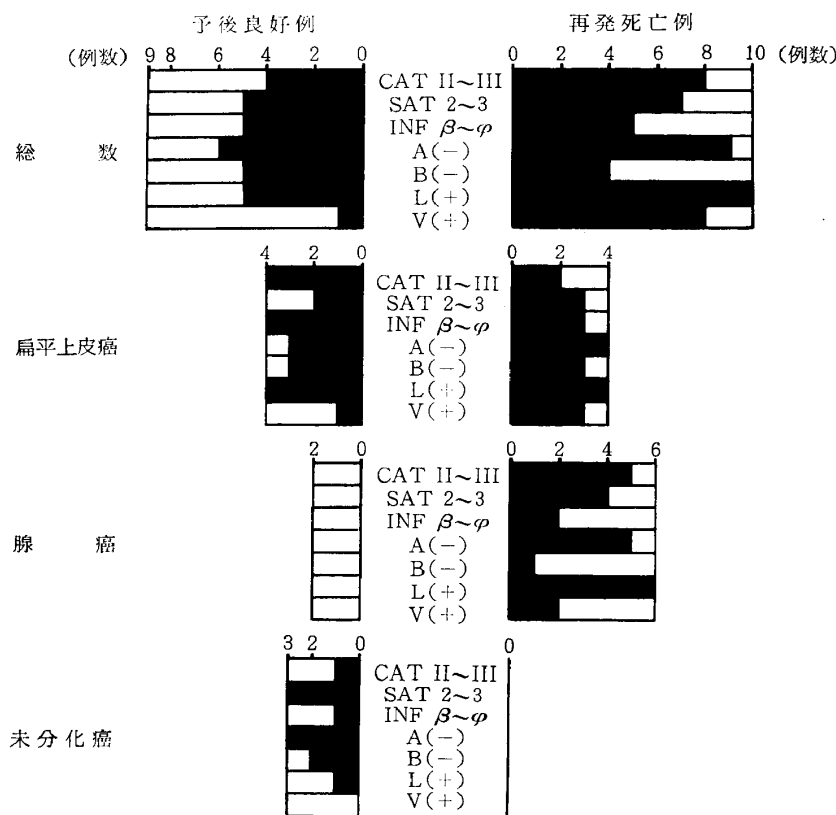 予後良好例 再発死亡例
(例数) 9 8 6 4 2 0 0 2 4 6 8 10 (例数)
総数
CAT II~III
SAT 2~3
INF β~φ
A(−)
B(−)
L(+)
V(+)
4 2 0 0 2 4
扁平上皮癌
CAT II~III
SAT 2~3
INF β~φ
A(−)
B(−)
L(+)
V(+)
2 0 0 2 4 6
腺癌
CAT II~III
SAT 2~3
INF β~φ
A(−)
B(−)
L(+)
V(+)
3 2 0 0
未分化癌
CAT II~III
SAT 2~3
INF β~φ
A(−)
B(−)
L(+)
V(+)